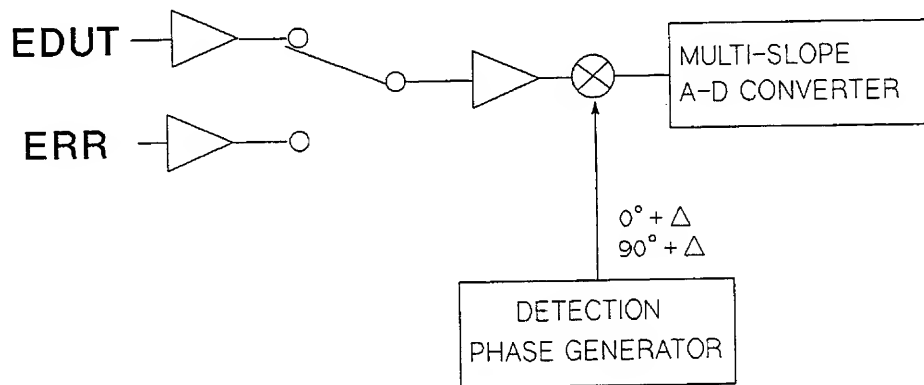 EDUT
MULTI-SLOPE
A-D CONVERTER
ERR
0° + △
90° + △
DETECTION
PHASE GENERATOR